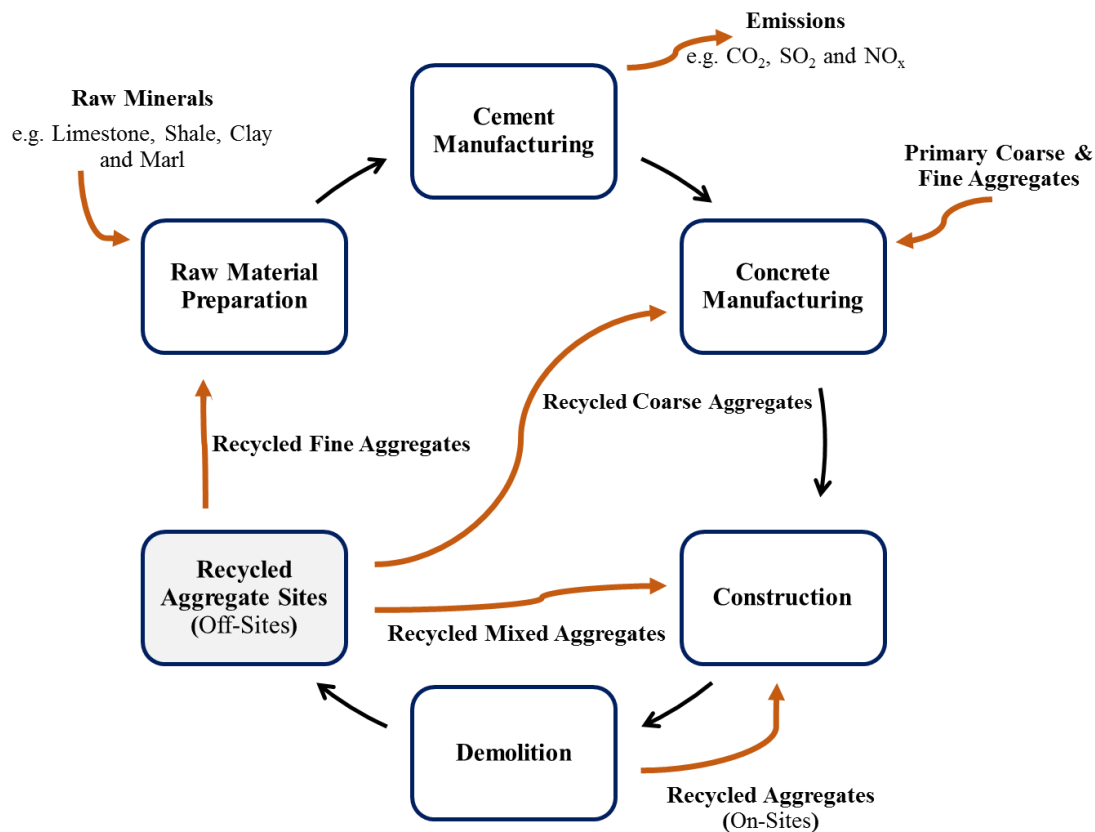 Emissions
e.g. CO₂, SO₂ and NOₓ
Raw Minerals
e.g. Limestone, Shale, Clay
and Marl
Cement
Manufacturing
Primary Coarse &
Fine Aggregates
Raw Material
Preparation
Concrete
Manufacturing
Recycled Coarse Aggregates
Recycled Fine Aggregates
Recycled
Aggregate Sites
(Off-Sites)
Construction
Recycled Mixed Aggregates
Demolition
Recycled Aggregates
(On-Sites)